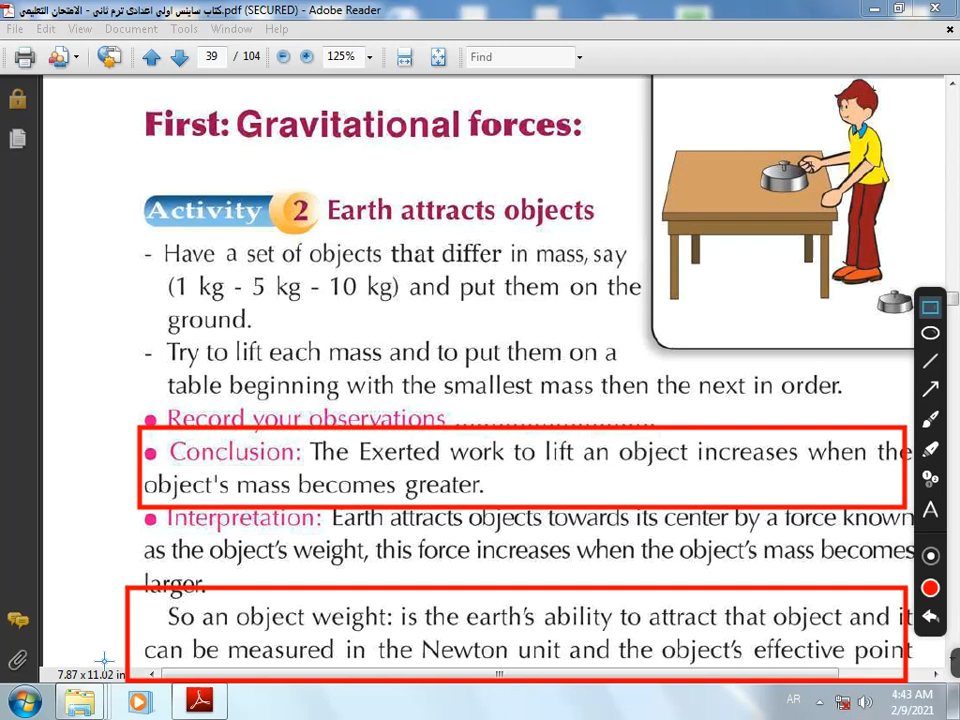 كتاب ساينس اولي اعدادى ترم ثانى - الامتحان التعليمى.pdf (SECURED) - Adobe Reader
File Edit View Document Tools Window Help
39 / 104 125% Find
First: Gravitational forces:
Activity 2 Earth attracts objects
- Have a set of objects that differ in mass, say
(1 kg - 5 kg - 10 kg) and put them on the
ground.
- Try to lift each mass and to put them on a
table beginning with the smallest mass then the next in order.
• Record your observations ..............................
• Conclusion: The Exerted work to lift an object increases when the
object's mass becomes greater.
• Interpretation: Earth attracts objects towards its center by a force known
as the object's weight, this force increases when the object's mass becomes
larger.
So an object weight: is the earth's ability to attract that object and it
can be measured in the Newton unit and the object's effective point
7.87 x 11.02 in
A
AR
4:43 AM
2/9/2021